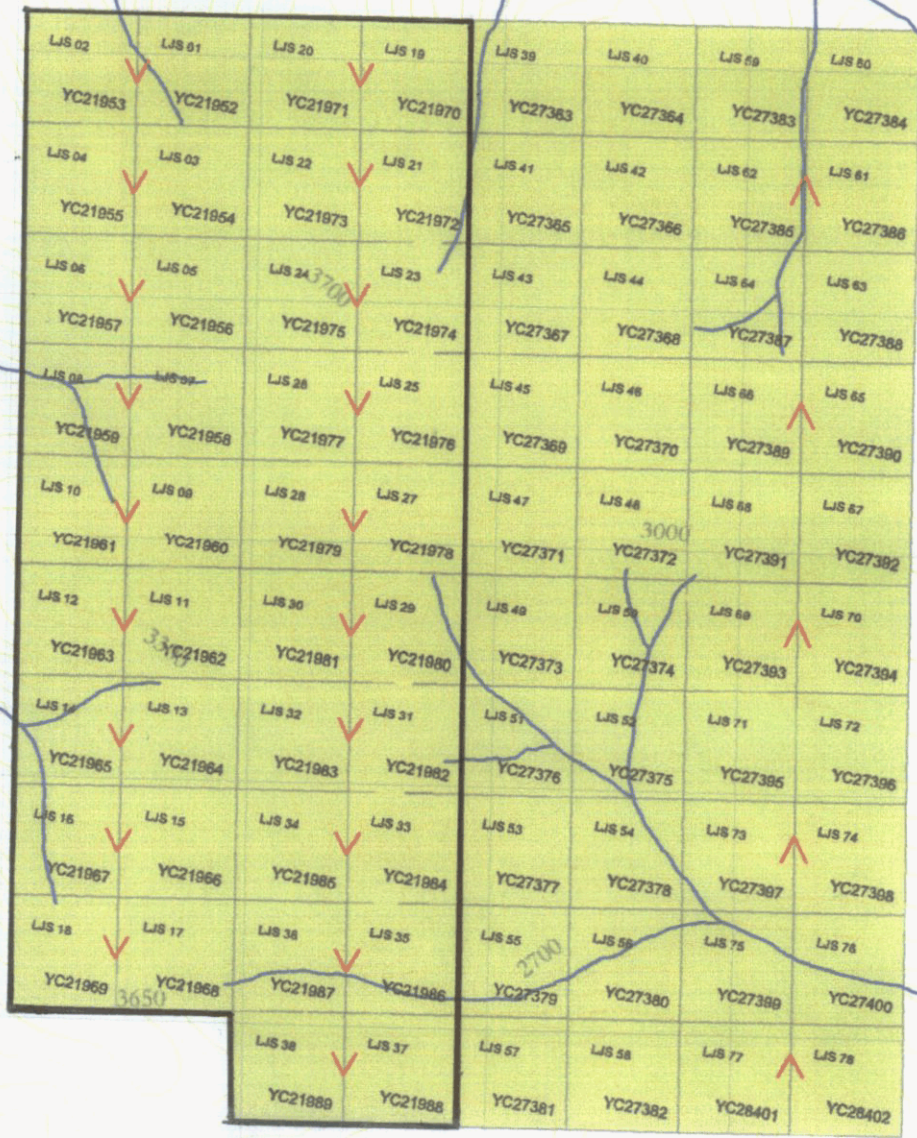 LJS 02 LJS 01 LJS 20 LJS 19 LJS 39 LJS 40 LJS 59 LJS 60
YC21953 YC21952 YC21971 YC21970 YC27363 YC27364 YC27383 YC27384
LJS 04 LJS 03 LJS 22 LJS 21 LJS 41 LJS 42 LJS 62 LJS 61
YC21955 YC21954 YC21973 YC21972 YC27365 YC27366 YC27385 YC27386
LJS 06 LJS 05 LJS 24 3700 LJS 23 LJS 43 LJS 44 LJS 64 LJS 63
YC21957 YC21956 YC21975 YC21974 YC27367 YC27368 YC27387 YC27388
LJS 08 LJS 07 LJS 26 LJS 25 LJS 45 LJS 46 LJS 66 LJS 65
YC21959 YC21958 YC21977 YC21976 YC27369 YC27370 YC27389 YC27390
LJS 10 LJS 09 LJS 28 LJS 27 LJS 47 LJS 48 LJS 68 LJS 67
3000
YC21961 YC21960 YC21979 YC21978 YC27371 YC27372 YC27391 YC27392
LJS 12 LJS 11 LJS 30 LJS 29 LJS 49 LJS 50 LJS 69 LJS 70
YC21963 3300 YC21962 YC21981 YC21980 YC27373 YC27374 YC27393 YC27394
LJS 14 LJS 13 LJS 32 LJS 31 LJS 51 LJS 52 LJS 71 LJS 72
YC21965 YC21964 YC21983 YC21982 YC27376 YC27375 YC27395 YC27396
LJS 16 LJS 15 LJS 34 LJS 33 LJS 53 LJS 54 LJS 73 LJS 74
YC21967 YC21966 YC21985 YC21984 YC27377 YC27378 YC27397 YC27398
LJS 18 LJS 17 LJS 36 LJS 35 LJS 55 LJS 56 LJS 75 LJS 76
2700
YC21969 YC21968 YC21987 YC21986 YC27379 YC27380 YC27399 YC27400
3650
LJS 38 LJS 37 LJS 57 LJS 58 LJS 77 LJS 78
YC21989 YC21988 YC27381 YC27382 YC28401 YC28402